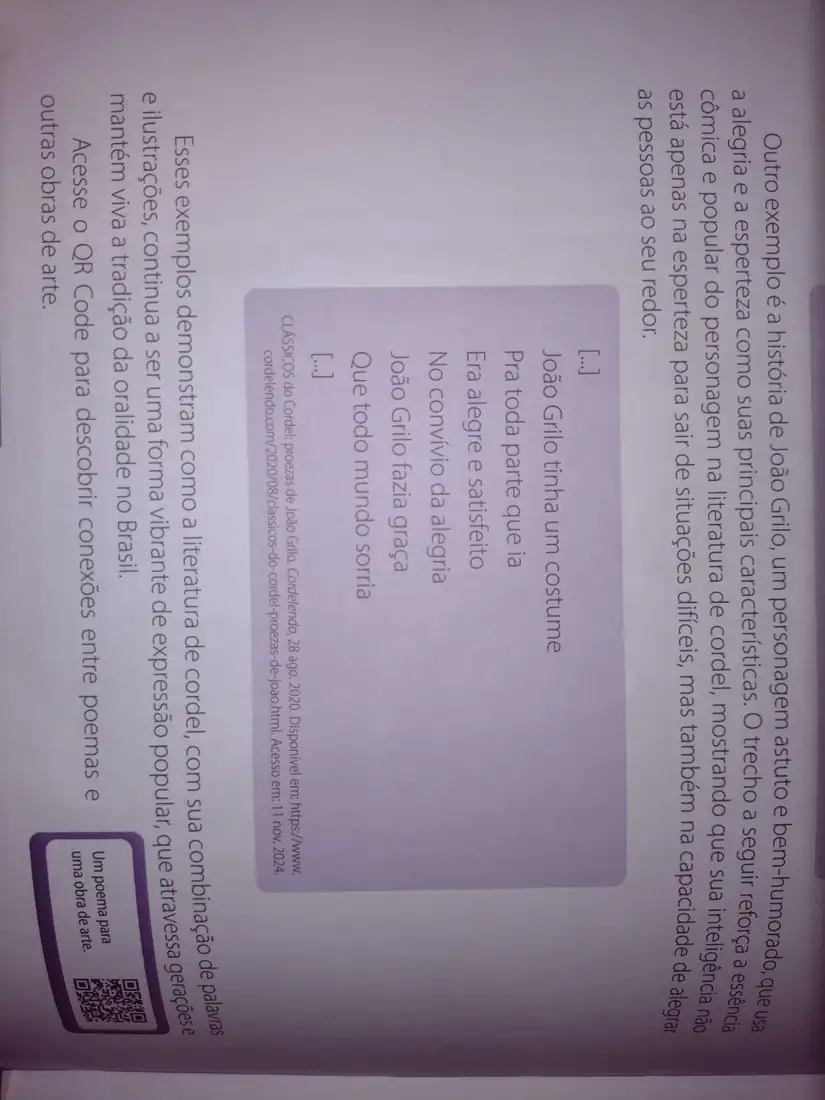 Outro exemplo é a história de João Grilo, um personagem astuto e bem-humorado, que usa
a alegria e a esperteza como suas principais características. O trecho a seguir reforça a essência
cômica e popular do personagem na literatura de cordel, mostrando que sua inteligência não
está apenas na esperteza para sair de situações difíceis, mas também na capacidade de alegrar
as pessoas ao seu redor.
[...]
João Grilo tinha um costume
Pra toda parte que ia
Era alegre e satisfeito
No convívio da alegria
João Grilo fazia graça
Que todo mundo sorria
[...]
CLÁSSICOS do Cordel: proezas de João Grilo. Cordelendo, 28 ago. 2020. Disponível em: https://www.
cordelendo.com/2020/08/classicos-do-cordel-proezas-de-joao.html. Acesso em: 11 nov. 2024.
Esses exemplos demonstram como a literatura de cordel, com sua combinação de palavras
e ilustrações, continua a ser uma forma vibrante de expressão popular, que atravessa gerações e
mantém viva a tradição da oralidade no Brasil.
Acesse o QR Code para descobrir conexões entre poemas e
outras obras de arte.
Um poema para
uma obra de arte.